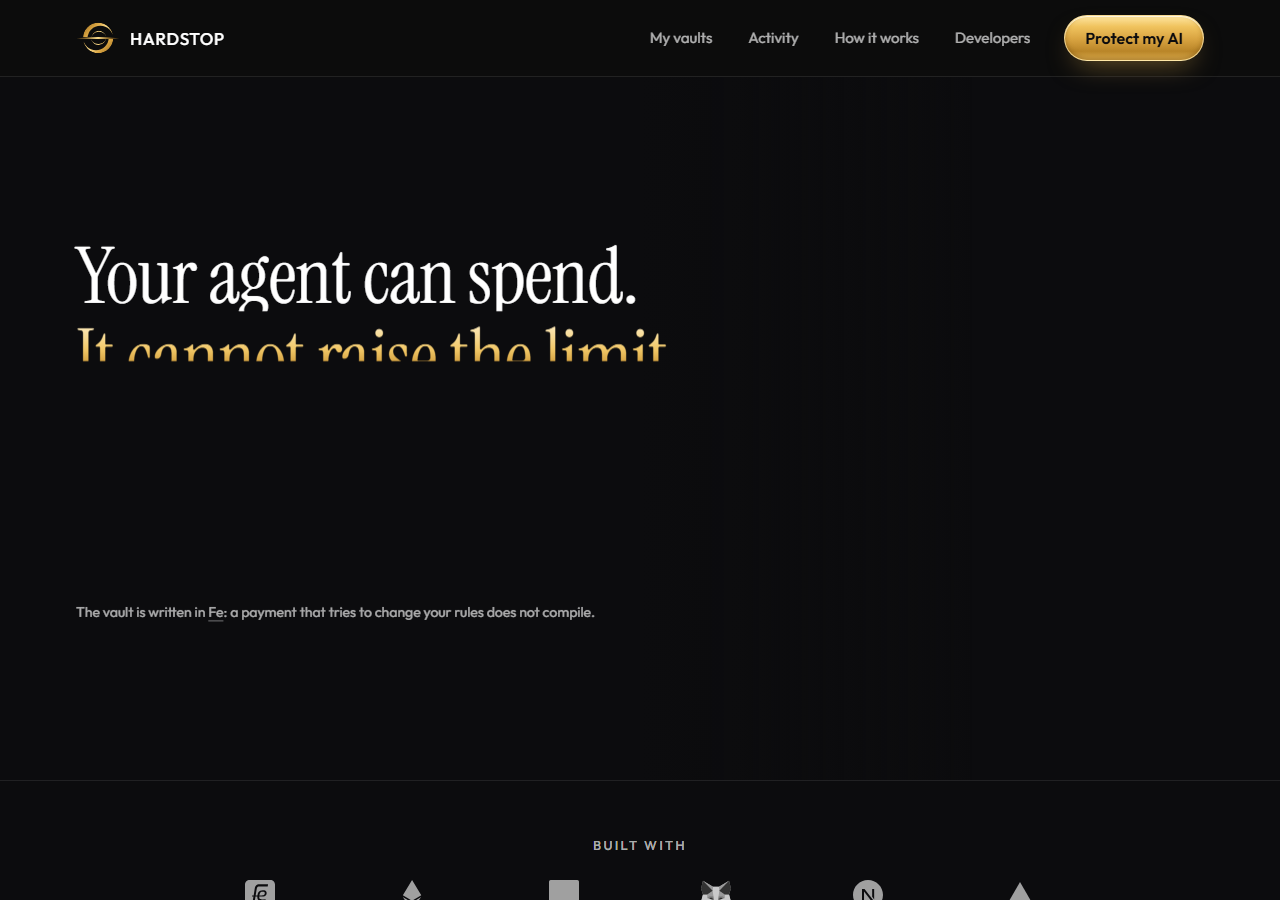 HARDSTOP
My vaults
Activity
How it works
Developers
Protect my AI
Your agent can spend.
It cannot raise the limit
The vault is written in Fe: a payment that tries to change your rules does not compile.
BUILT WITH